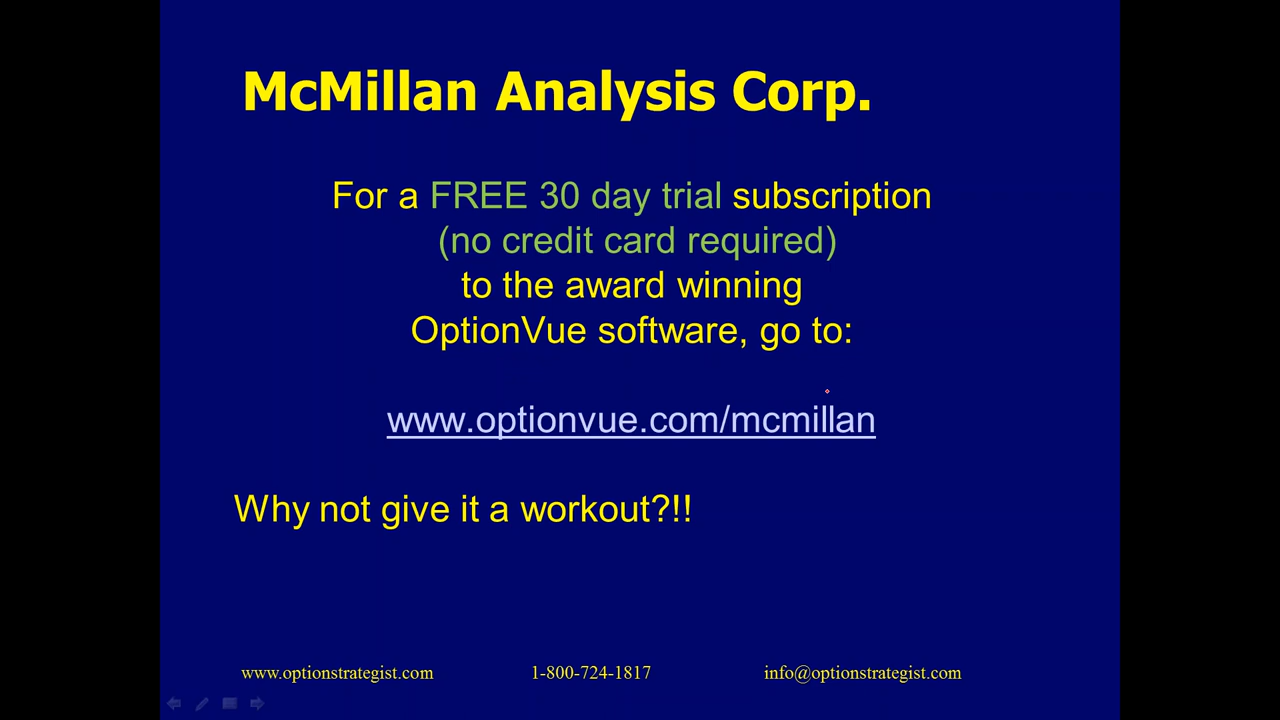 McMillan Analysis Corp.
For a FREE 30 day trial subscription
(no credit card required)
to the award winning
OptionVue software, go to:
www.optionvue.com/mcmillan
Why not give it a workout?!!
www.optionstrategist.com 1-800-724-1817 info@optionstrategist.com